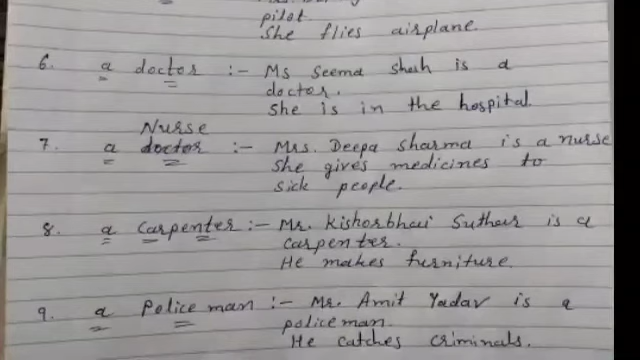 pilot.
She flies airplane.
6. a doctor :- Ms Seema Shah is a
doctor.
She is in the hospital.
Nurse
7. a doctor :- Mrs. Deepa Sharma is a nurse
She gives medicines to
sick people.
8. a carpenter :- Mr. Kishorbhai Suthar is a
carpenter.
He makes furniture.
9. a Police man :- Mr. Amit Yadav is a
policeman.
He catches criminals.